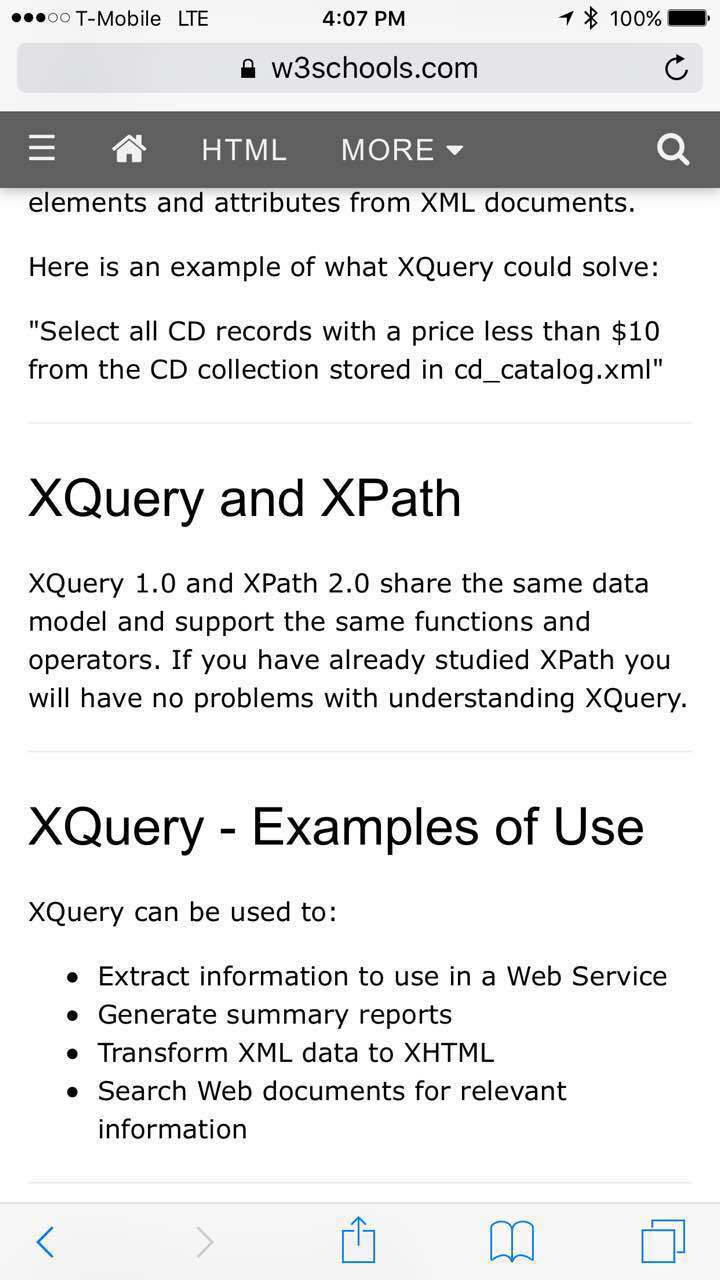 T-Mobile LTE 4:07 PM 100%
w3schools.com
HTML MORE
elements and attributes from XML documents.
Here is an example of what XQuery could solve:
"Select all CD records with a price less than $10
from the CD collection stored in cd_catalog.xml"
XQuery and XPath
XQuery 1.0 and XPath 2.0 share the same data
model and support the same functions and
operators. If you have already studied XPath you
will have no problems with understanding XQuery.
XQuery - Examples of Use
XQuery can be used to:
• Extract information to use in a Web Service
• Generate summary reports
• Transform XML data to XHTML
• Search Web documents for relevant
information